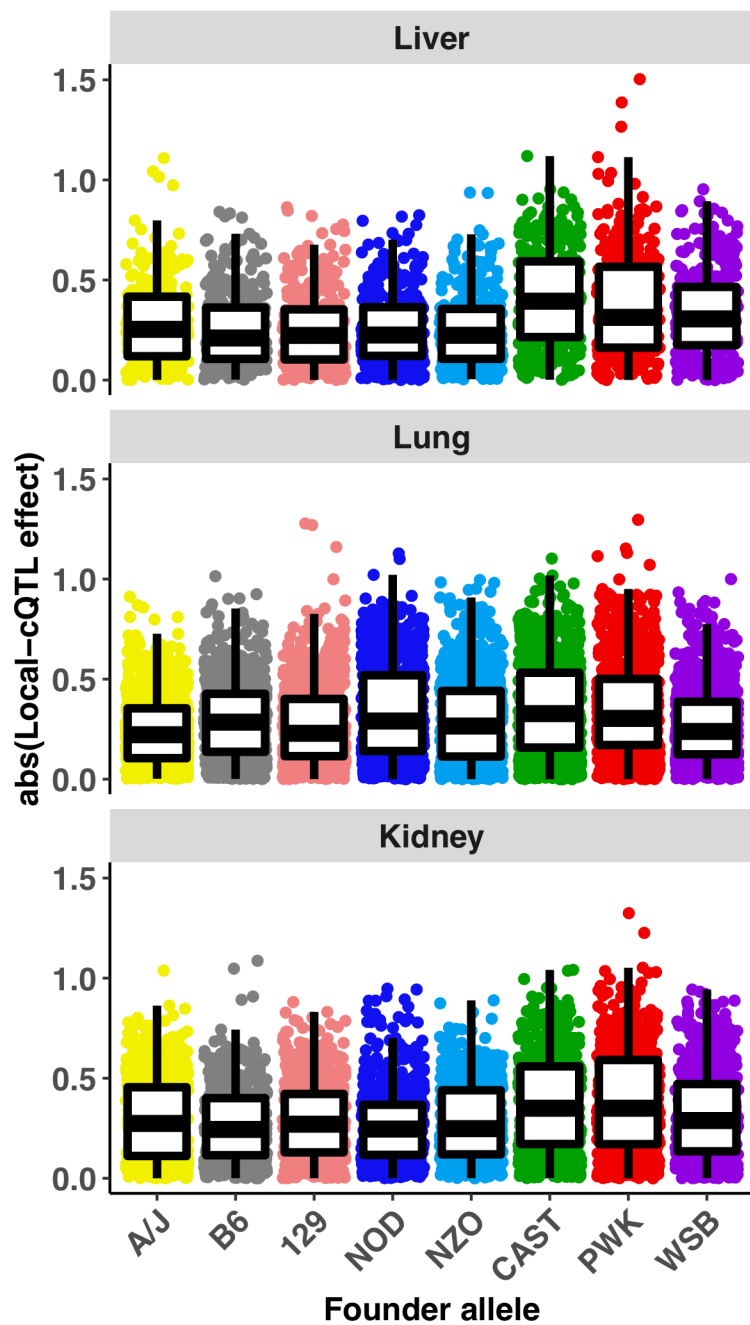 Liver
1.5
1.0
0.5
0.0
Lung
1.5
1.0
0.5
0.0
Kidney
1.5
1.0
0.5
0.0
abs(Local−cQTL effect)
A/J
B6
129
NOD
NZO
CAST
PWK
WSB
Founder allele